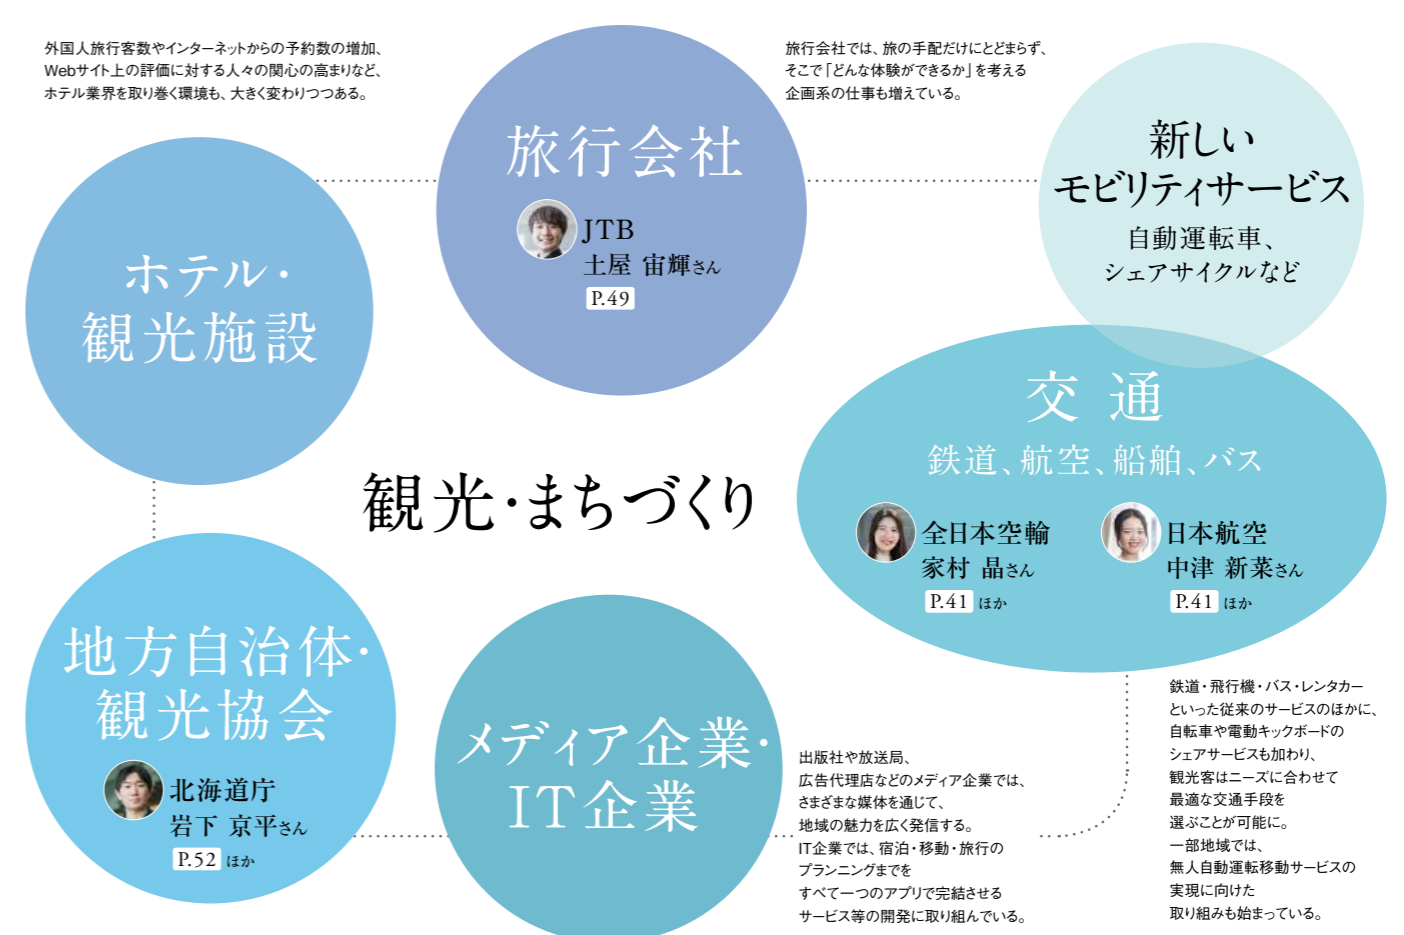 外国人旅行客数やインターネットからの予約数の増加、
Webサイト上の評価に対する人々の関心の高まりなど、
ホテル業界を取り巻く環境も、大きく変わりつつある。
旅行会社では、旅の手配だけにとどまらず、
そこで「どんな体験ができるか」を考える
企画系の仕事も増えている。
旅行会社
JTB
土屋 宙輝さん
P.49
新しい
モビリティサービス
自動運転車、
シェアサイクルなど
ホテル・
観光施設
交通
鉄道、航空、船舶、バス
全日本空輸
家村 晶さん
P.41 ほか
日本航空
中津 新菜さん
P.41 ほか
観光・まちづくり
地方自治体・
観光協会
北海道庁
岩下 京平さん
P.52 ほか
メディア企業・
IT企業
出版社や放送局、
広告代理店などのメディア企業では、
さまざまな媒体を通じて、
地域の魅力を広く発信する。
IT企業では、宿泊・移動・旅行の
プランニングまでを
すべて一つのアプリで完結させる
サービス等の開発に取り組んでいる。
鉄道・飛行機・バス・レンタカー
といった従来のサービスのほかに、
自転車や電動キックボードの
シェアサービスも加わり、
観光客はニーズに合わせて
最適な交通手段を
選ぶことが可能に。
一部地域では、
無人自動運転移動サービスの
実現に向けた
取り組みも始まっている。